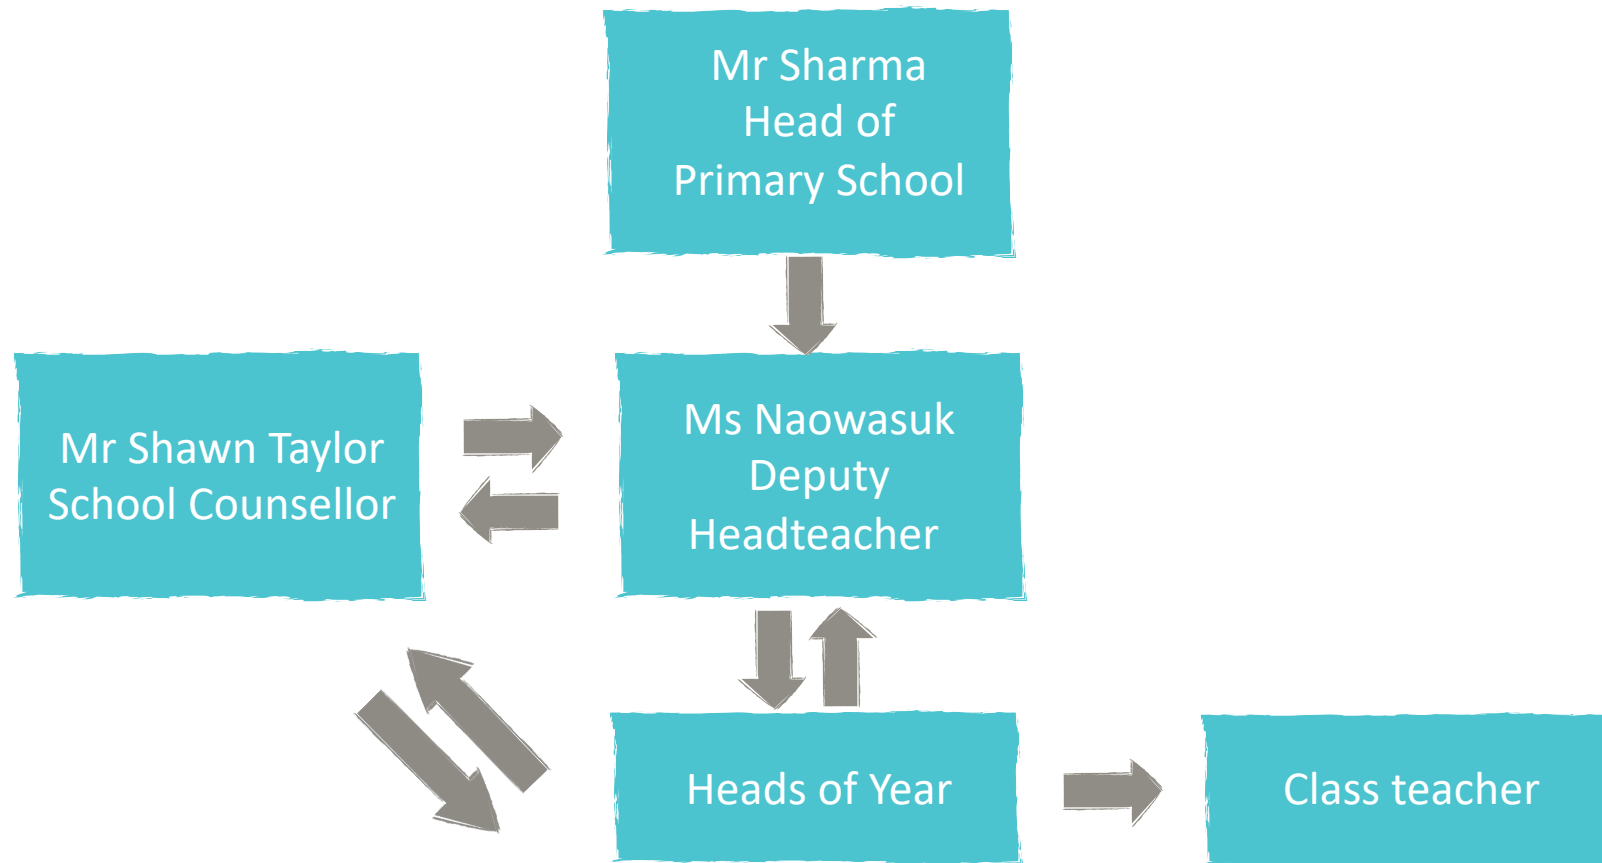 Mr Sharma
Head of
Primary School
Mr Shawn Taylor
School Counsellor
Ms Naowasuk
Deputy
Headteacher
Heads of Year
Class teacher